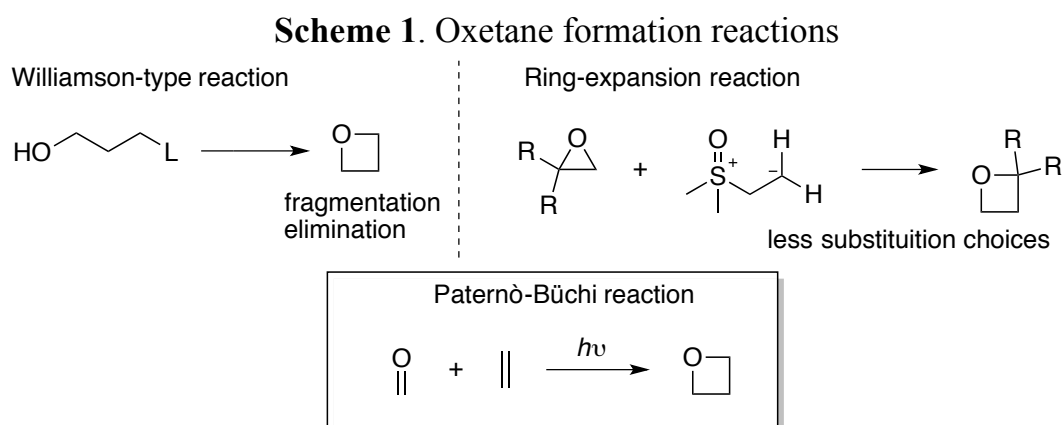 Scheme 1. Oxetane formation reactions
Williamson-type reaction
HO
L
O
fragmentation
elimination
Ring-expansion reaction
R
R
O
+
O
S
+
-
H
H
O
R
R
less substituition choices
Paternò-Büchi reaction
O
+
hυ
O